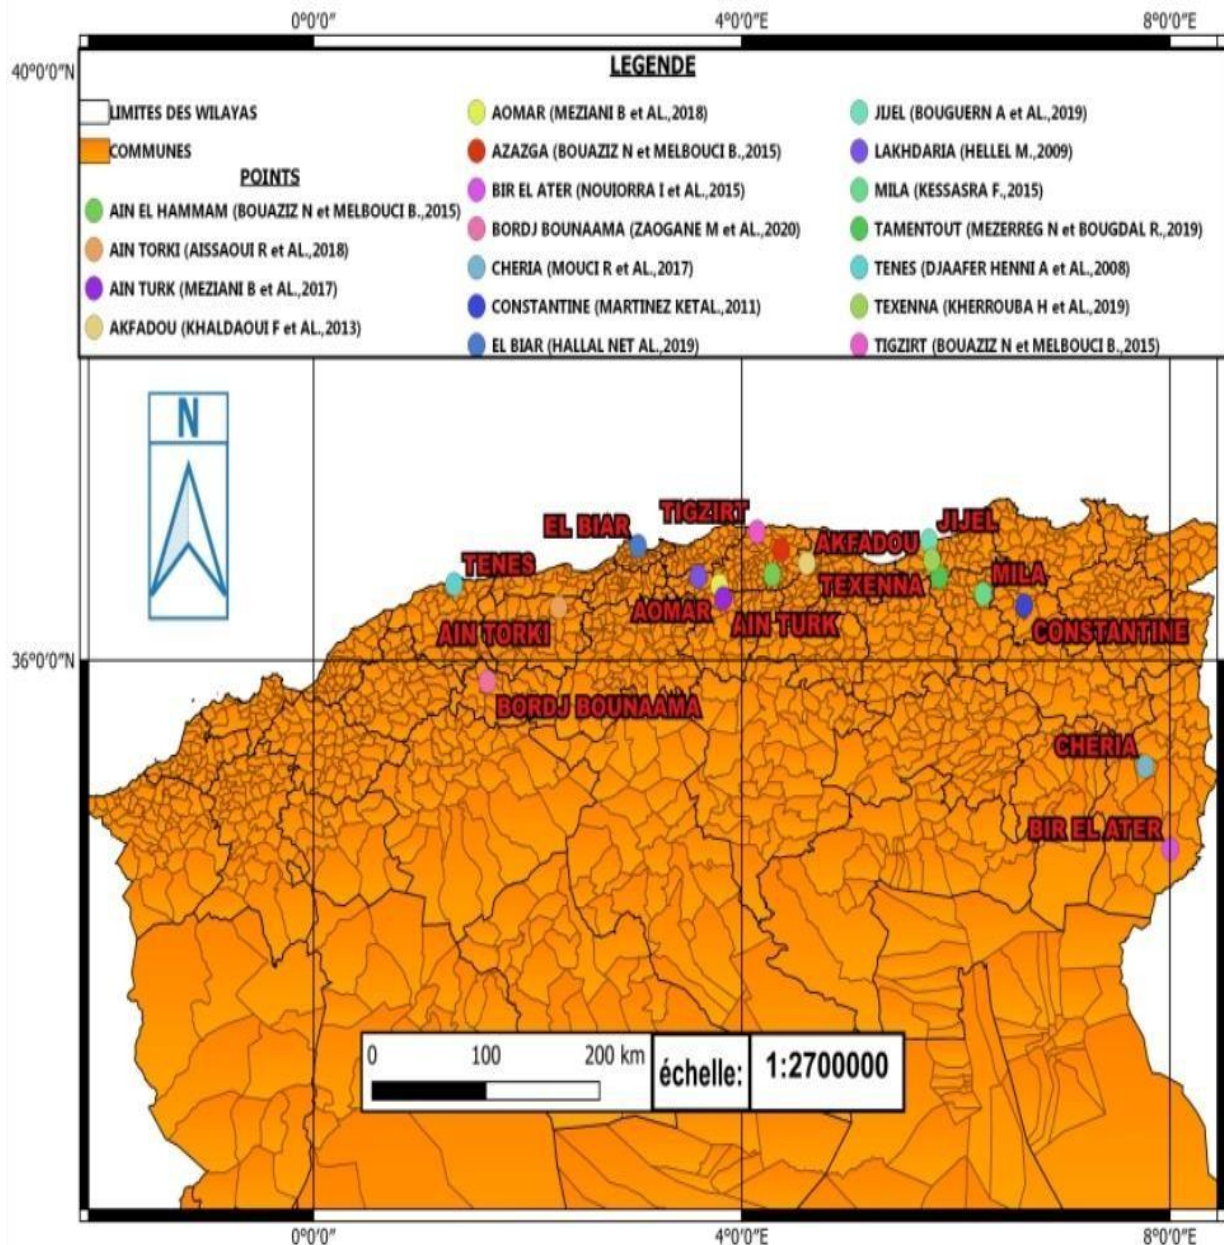 0°0'0" 4°0'0"E 8°0'0"E
40°0'0"N
LEGENDE
LIMITES DES WILAYAS
COMMUNES
POINTS
AIN EL HAMMAM (BOUAZIZ N et MELBOUCI B.,2015)
AIN TORKI (AISSAOUI R et AL.,2018)
AIN TURK (MEZIANI B et AL.,2017)
AKFADOU (KHALDAOUI F et AL.,2013)
AOMAR (MEZIANI B et AL.,2018)
AZAZGA (BOUAZIZ N et MELBOUCI B.,2015)
BIR EL ATER (NOUIORRA I et AL.,2015)
BORDJ BOUNAAMA (ZAOGANE M et AL.,2020)
CHERIA (MOUCI R et AL.,2017)
CONSTANTINE (MARTINEZ KETAL.,2011)
EL BIAR (HALLAL NET AL.,2019)
JIJEL (BOUGUERN A et AL.,2019)
LAKHDARIA (HELLEL M.,2009)
MILA (KESSASRA F.,2015)
TAMENTOUT (MEZERREG N et BOUGDAL R.,2019)
TENES (DJAAFER HENNI A et AL.,2008)
TEXENNA (KHERROUBA H et AL.,2019)
TIGZIRT (BOUAZIZ N et MELBOUCI B.,2015)
N
TIGZIRT
EL BIAR
JIJEL
AKFADOU
TENES
MILA
TEXENNA
AOMAR
AIN TURK
AIN TORKI
CONSTANTINE
36°0'0"N
BORDJ BOUNAAMA
CHERIA
BIR EL ATER
0 100 200 km
échelle: 1:2700000
0°0'0" 4°0'0"E 8°0'0"E